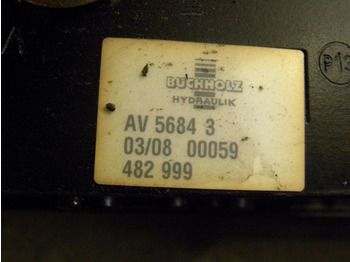 BUCHHOLZ
HYDRAULIK
AV 5684 3
03/08 00059
482 999